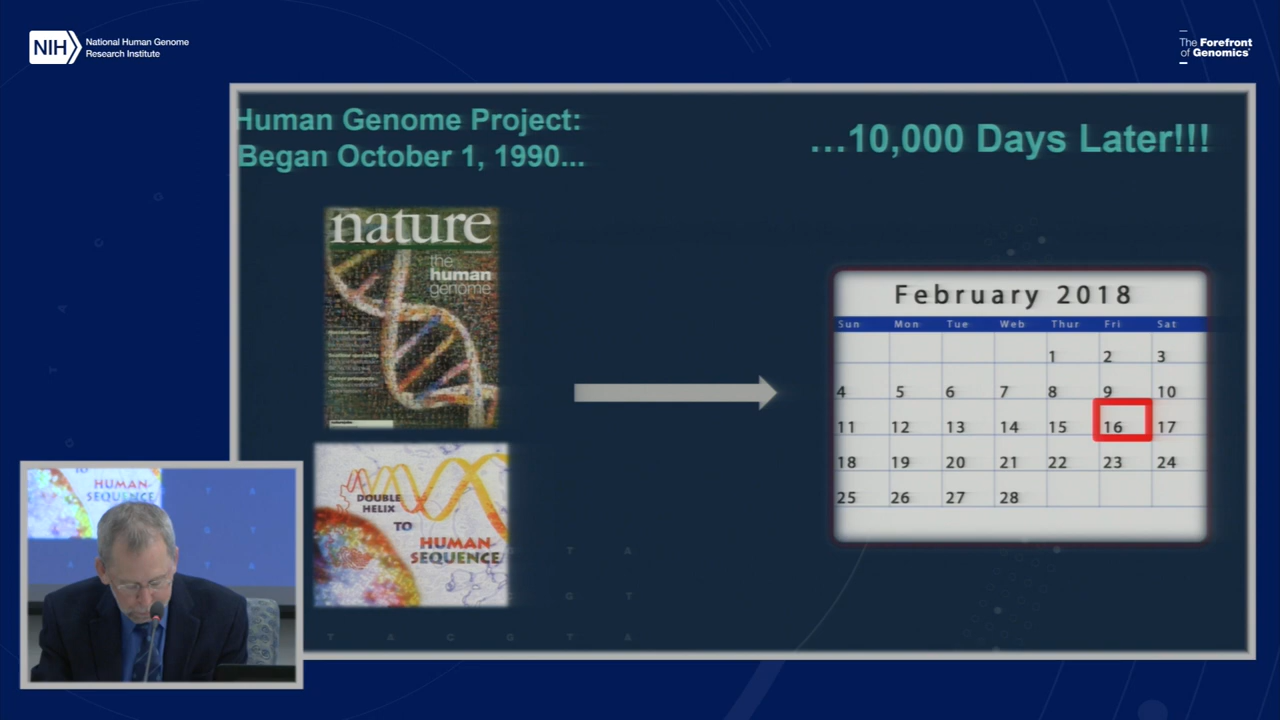 NIH
National Human Genome
Research Institute
The Forefront
of Genomics®
Human Genome Project:
Began October 1, 1990...
...10,000 Days Later!!!
nature
the
human
genome
DOUBLE
HELIX
TO
HUMAN
SEQUENCE
February 2018
Sun Mon Tue Web Thur Fri Sat
1 2 3
4 5 6 7 8 9 10
11 12 13 14 15 16 17
18 19 20 21 22 23 24
25 26 27 28
T A
G T
T A C G T A
TO
HUMAN
SEQUENCE